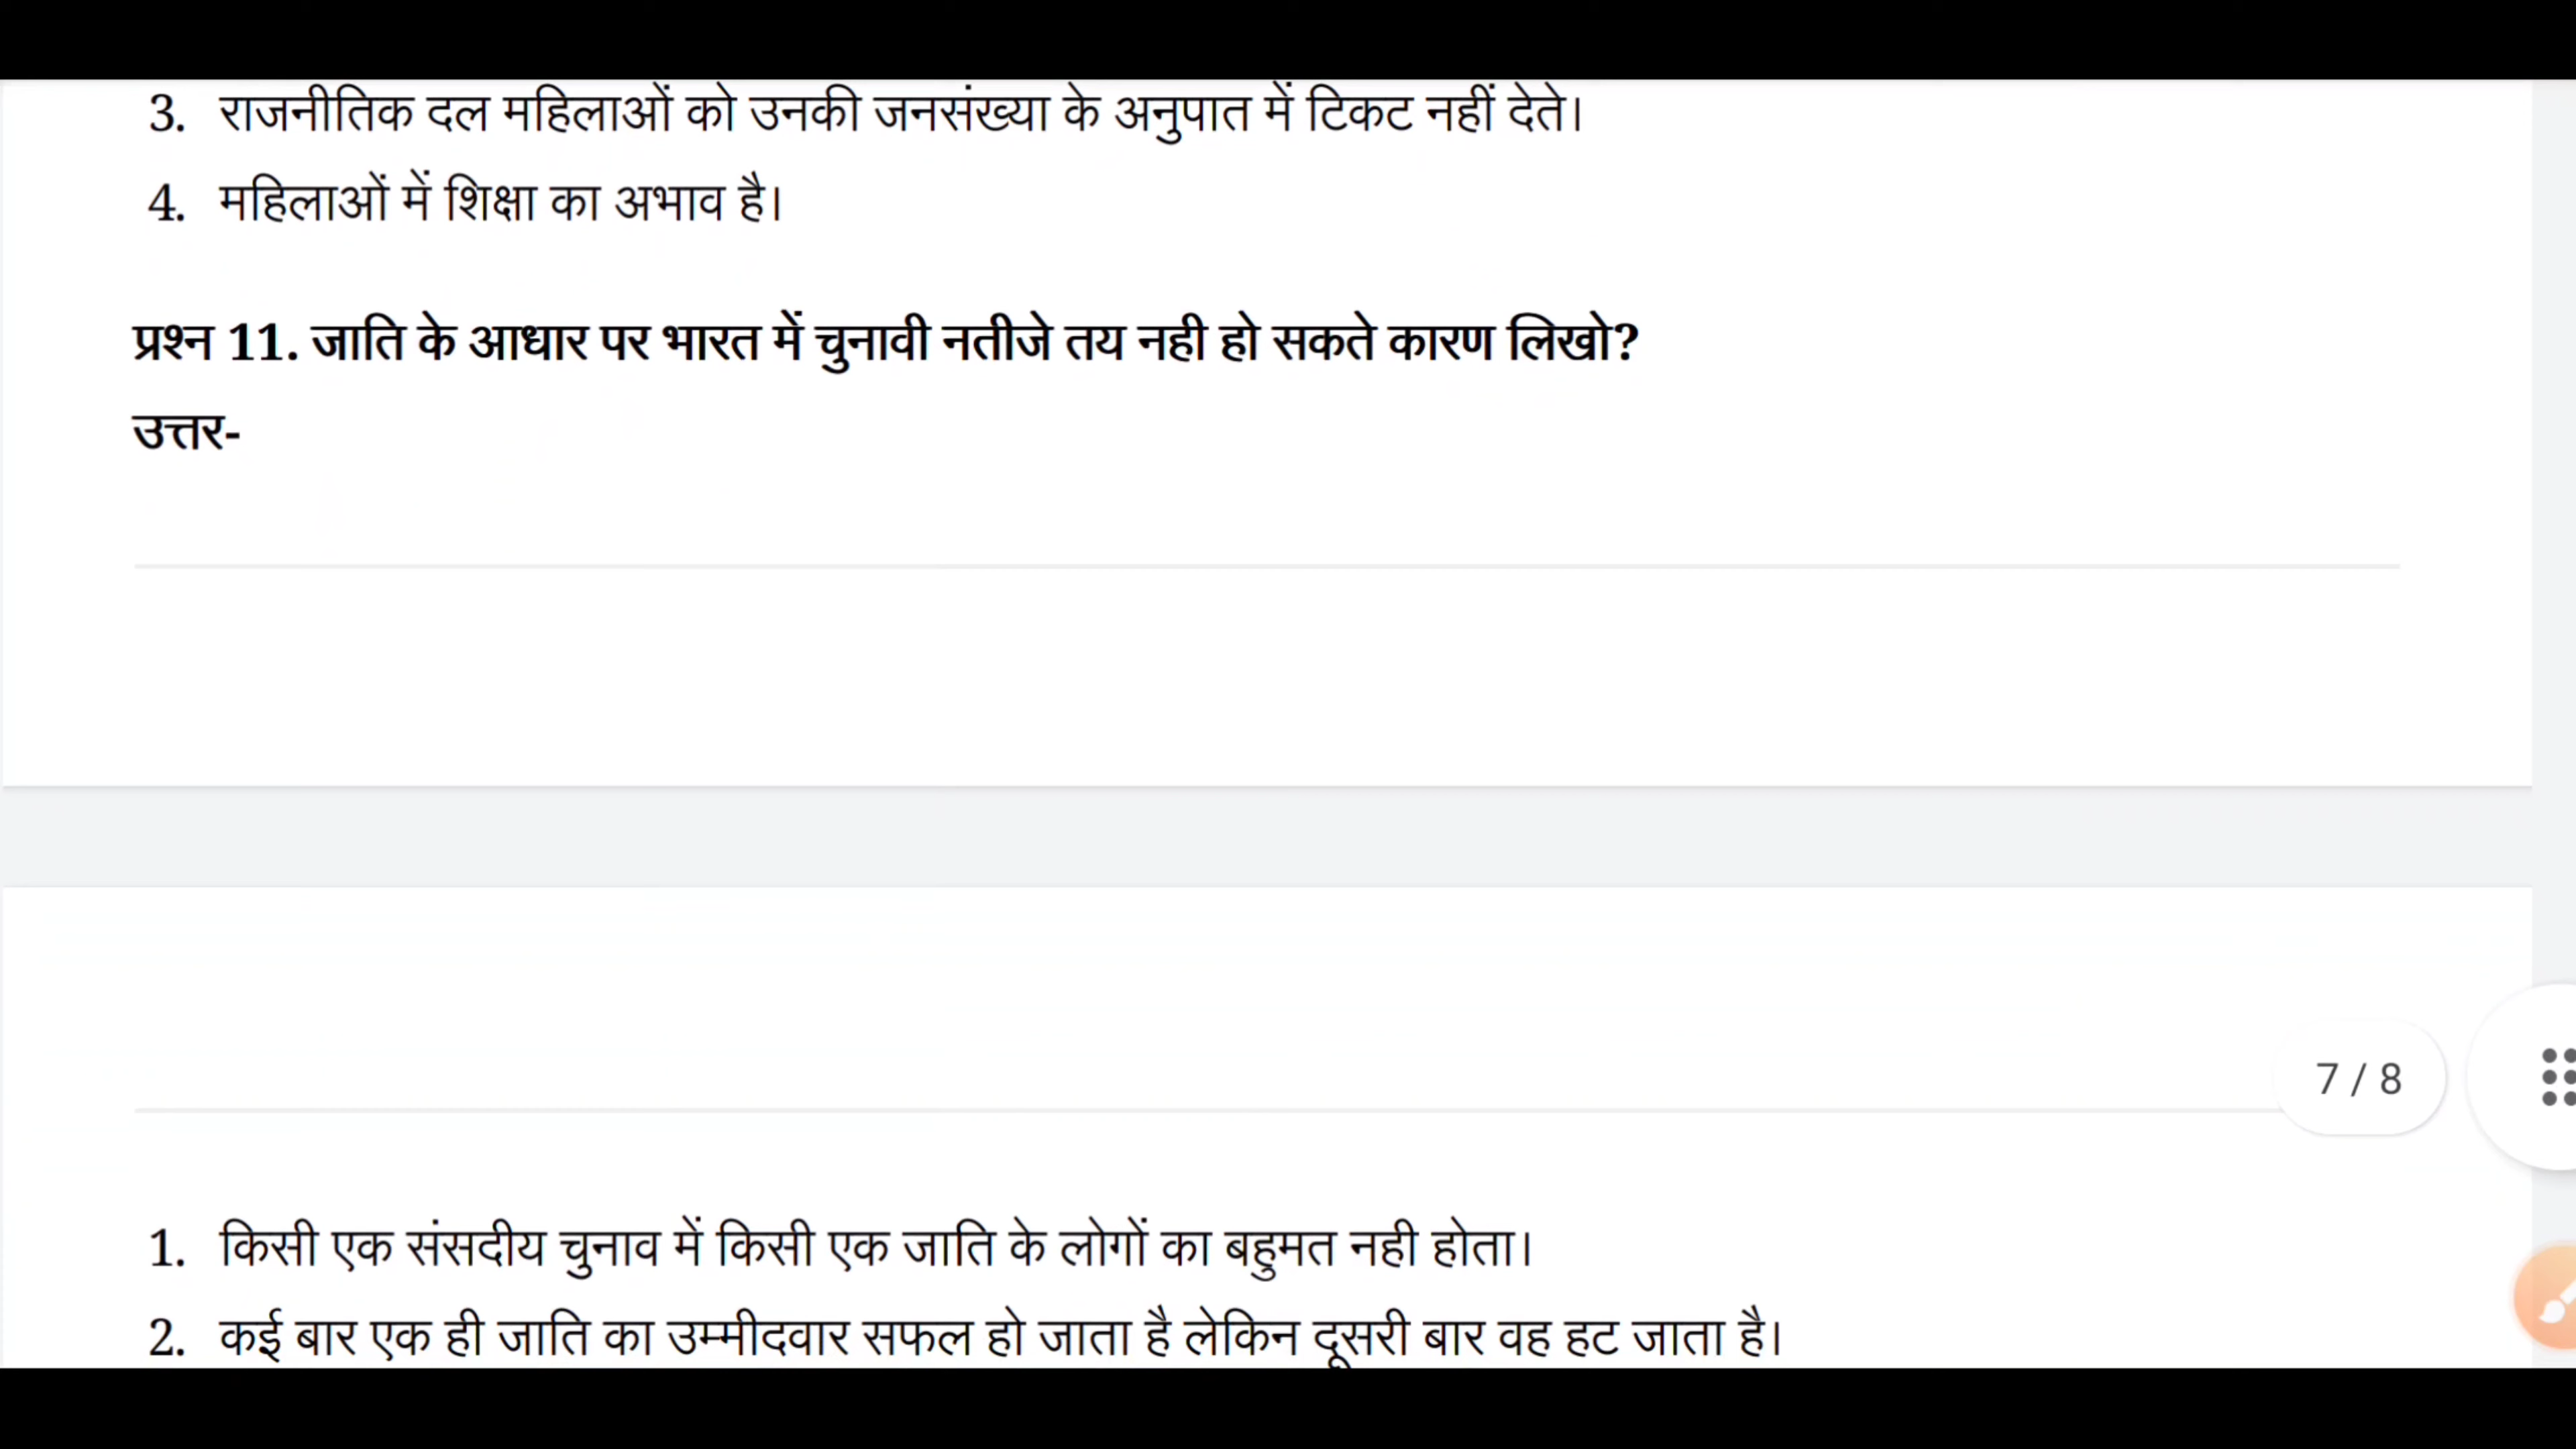 3. राजनीतिक दल महिलाओं को उनकी जनसंख्या के अनुपात में टिकट नहीं देते।
4. महिलाओं में शिक्षा का अभाव है।
प्रश्न 11. जाति के आधार पर भारत में चुनावी नतीजे तय नही हो सकते कारण लिखो?
उत्तर-
7 / 8
1. किसी एक संसदीय चुनाव में किसी एक जाति के लोगों का बहुमत नही होता।
2. कई बार एक ही जाति का उम्मीदवार सफल हो जाता है लेकिन दूसरी बार वह हट जाता है।